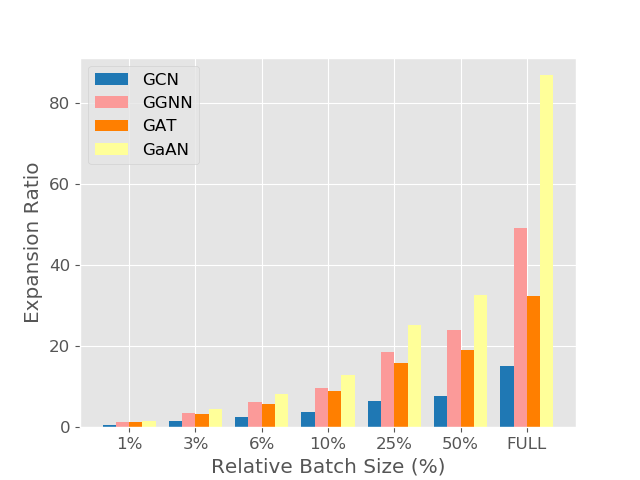 GCN
GGNN
GAT
GaAN
80
60
40
20
0
Expansion Ratio
1% 3% 6% 10% 25% 50% FULL
Relative Batch Size (%)